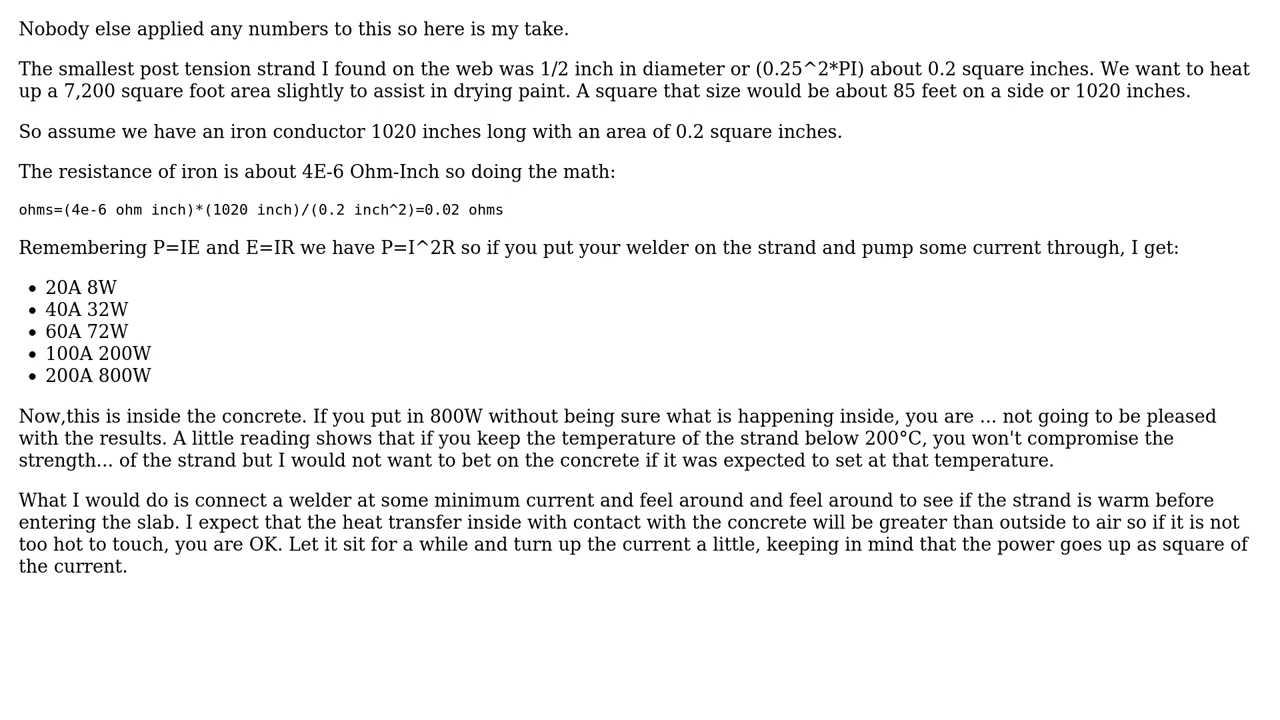 Nobody else applied any numbers to this so here is my take.
The smallest post tension strand I found on the web was 1/2 inch in diameter or (0.25^2*PI) about 0.2 square inches. We want to heat
up a 7,200 square foot area slightly to assist in drying paint. A square that size would be about 85 feet on a side or 1020 inches.
So assume we have an iron conductor 1020 inches long with an area of 0.2 square inches.
The resistance of iron is about 4E-6 Ohm-Inch so doing the math:
ohms=(4e-6 ohm inch)*(1020 inch)/(0.2 inch^2)=0.02 ohms
Remembering P=IE and E=IR we have P=I^2R so if you put your welder on the strand and pump some current through, I get:
• 20A 8W
• 40A 32W
• 60A 72W
• 100A 200W
• 200A 800W
Now,this is inside the concrete. If you put in 800W without being sure what is happening inside, you are ... not going to be pleased
with the results. A little reading shows that if you keep the temperature of the strand below 200°C, you won't compromise the
strength... of the strand but I would not want to bet on the concrete if it was expected to set at that temperature.
What I would do is connect a welder at some minimum current and feel around and feel around to see if the strand is warm before
entering the slab. I expect that the heat transfer inside with contact with the concrete will be greater than outside to air so if it is not
too hot to touch, you are OK. Let it sit for a while and turn up the current a little, keeping in mind that the power goes up as square of
the current.